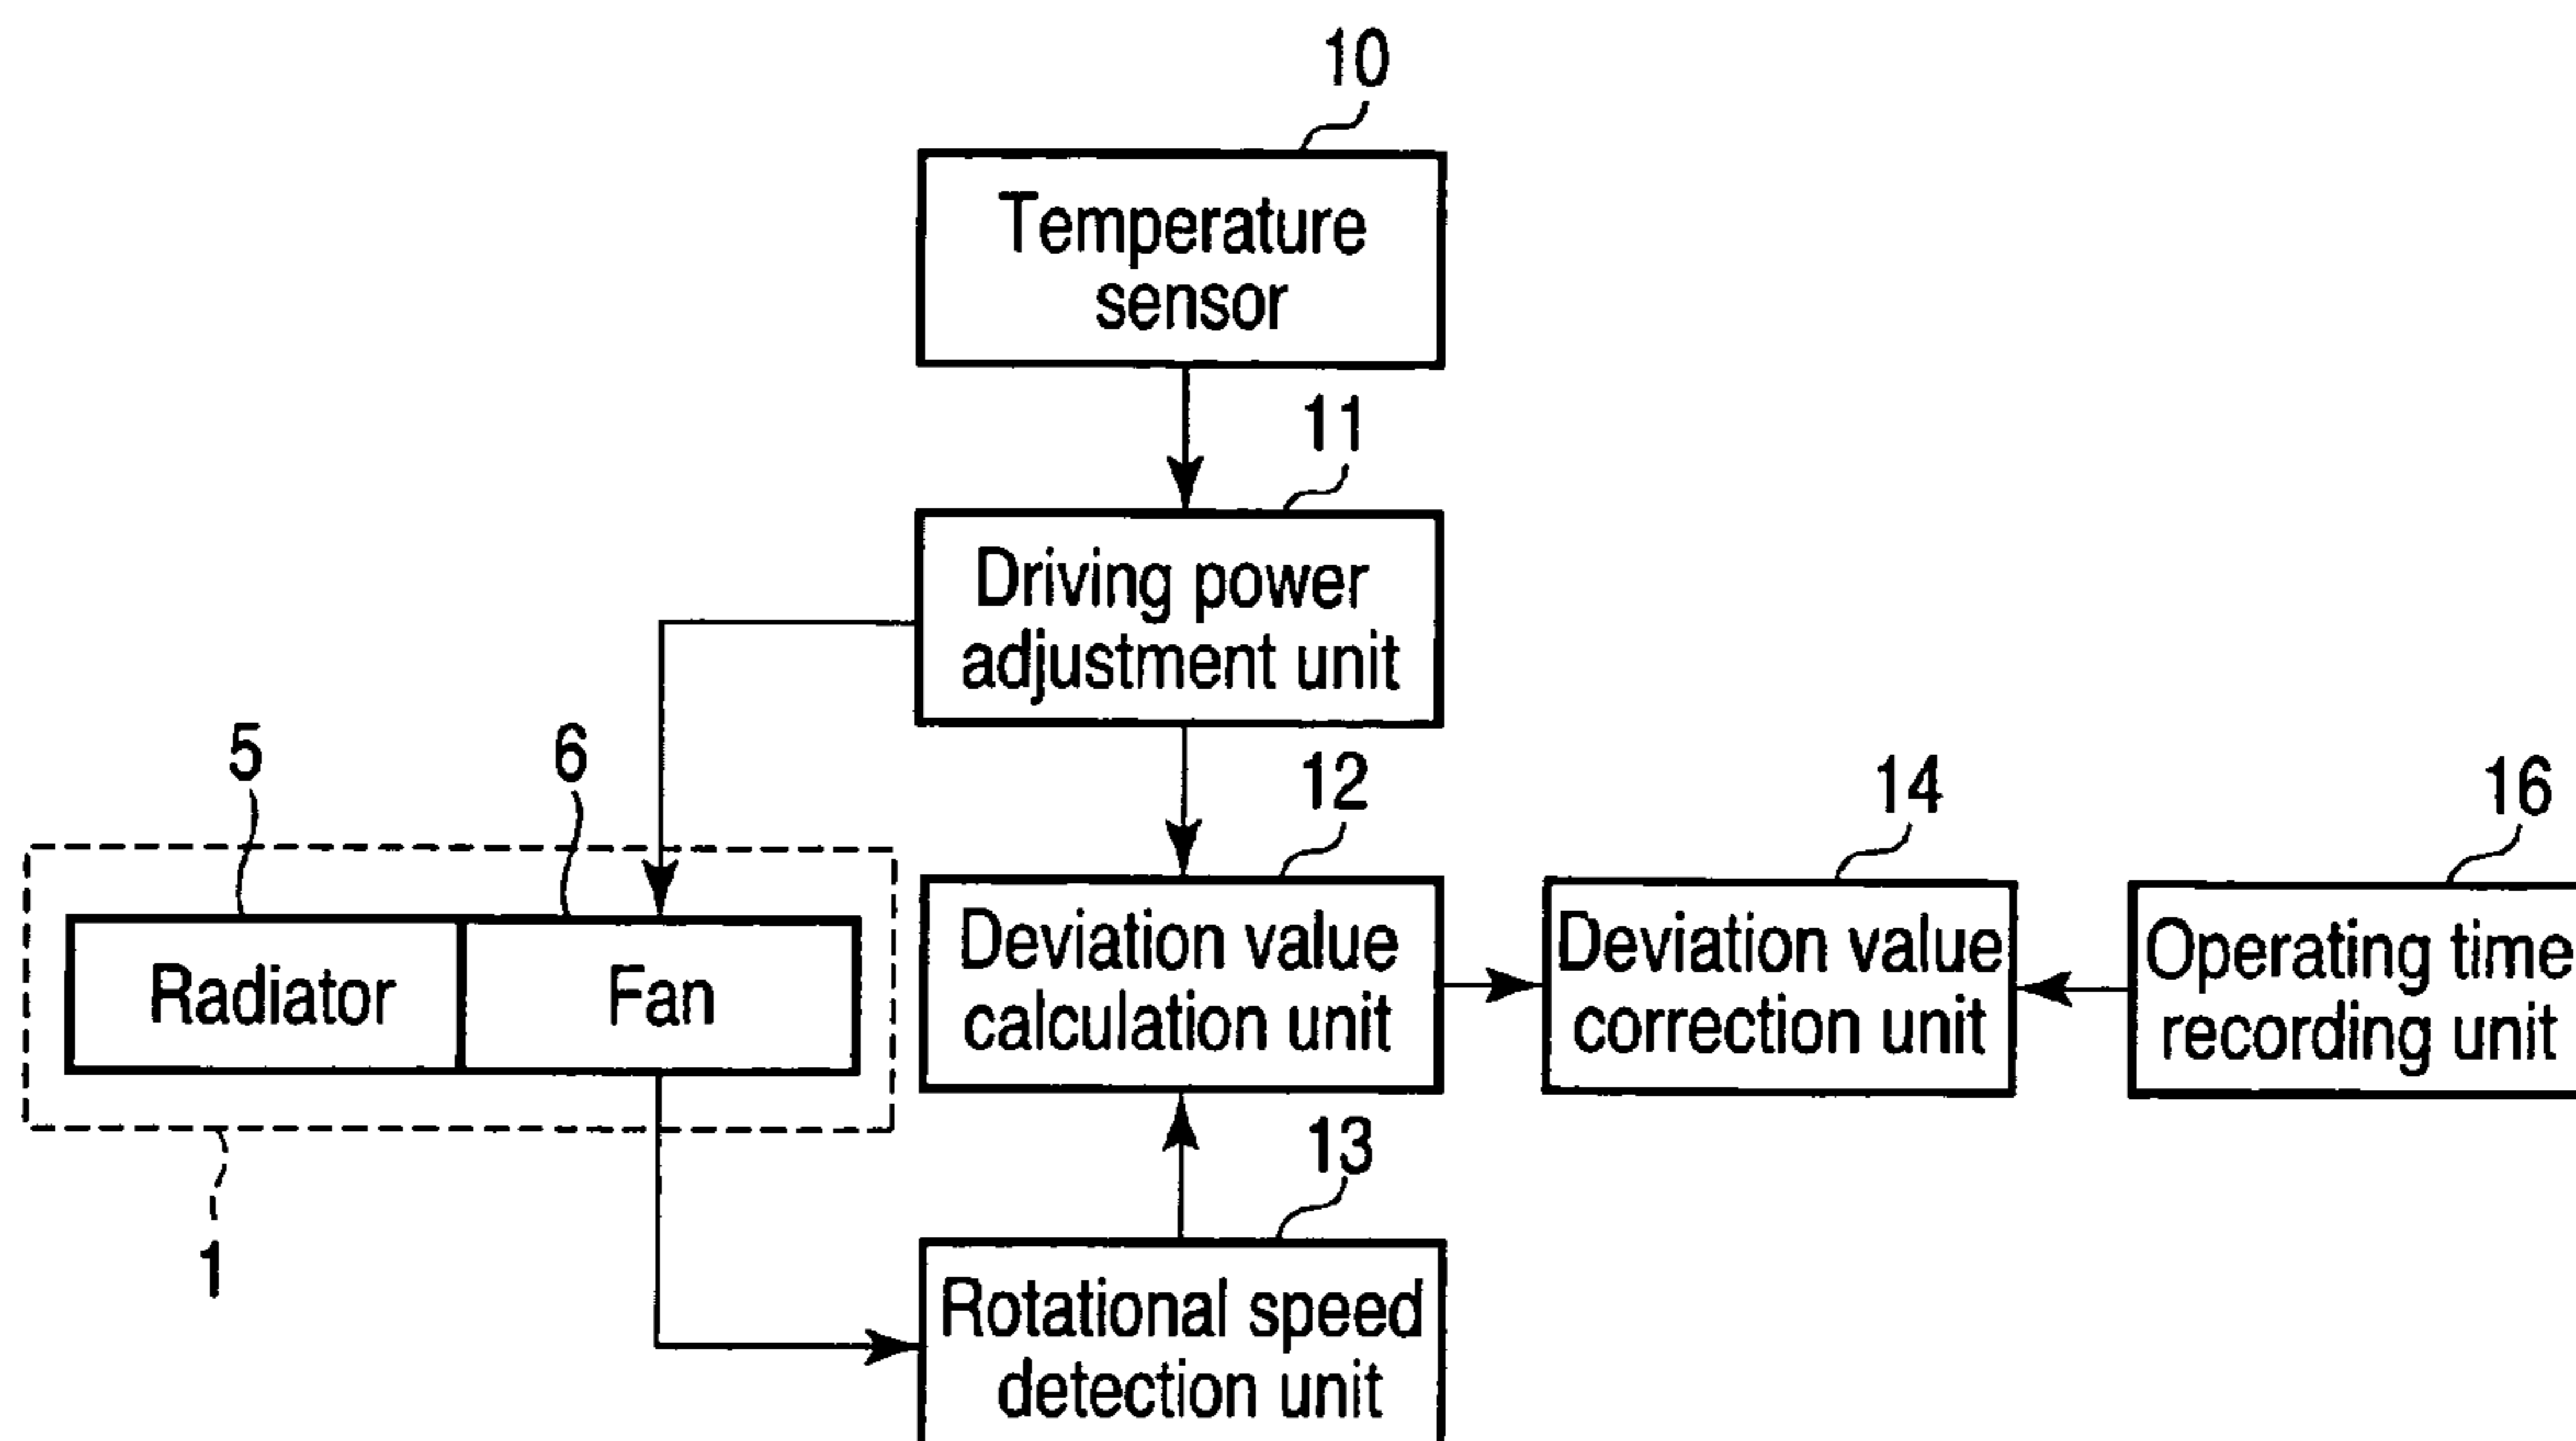 10
Temperature
sensor
11
Driving power
adjustment unit
5
6
12
14
16
Radiator
Fan
Deviation value
calculation unit
Deviation value
correction unit
Operating time
recording unit
1
13
Rotational speed
detection unit